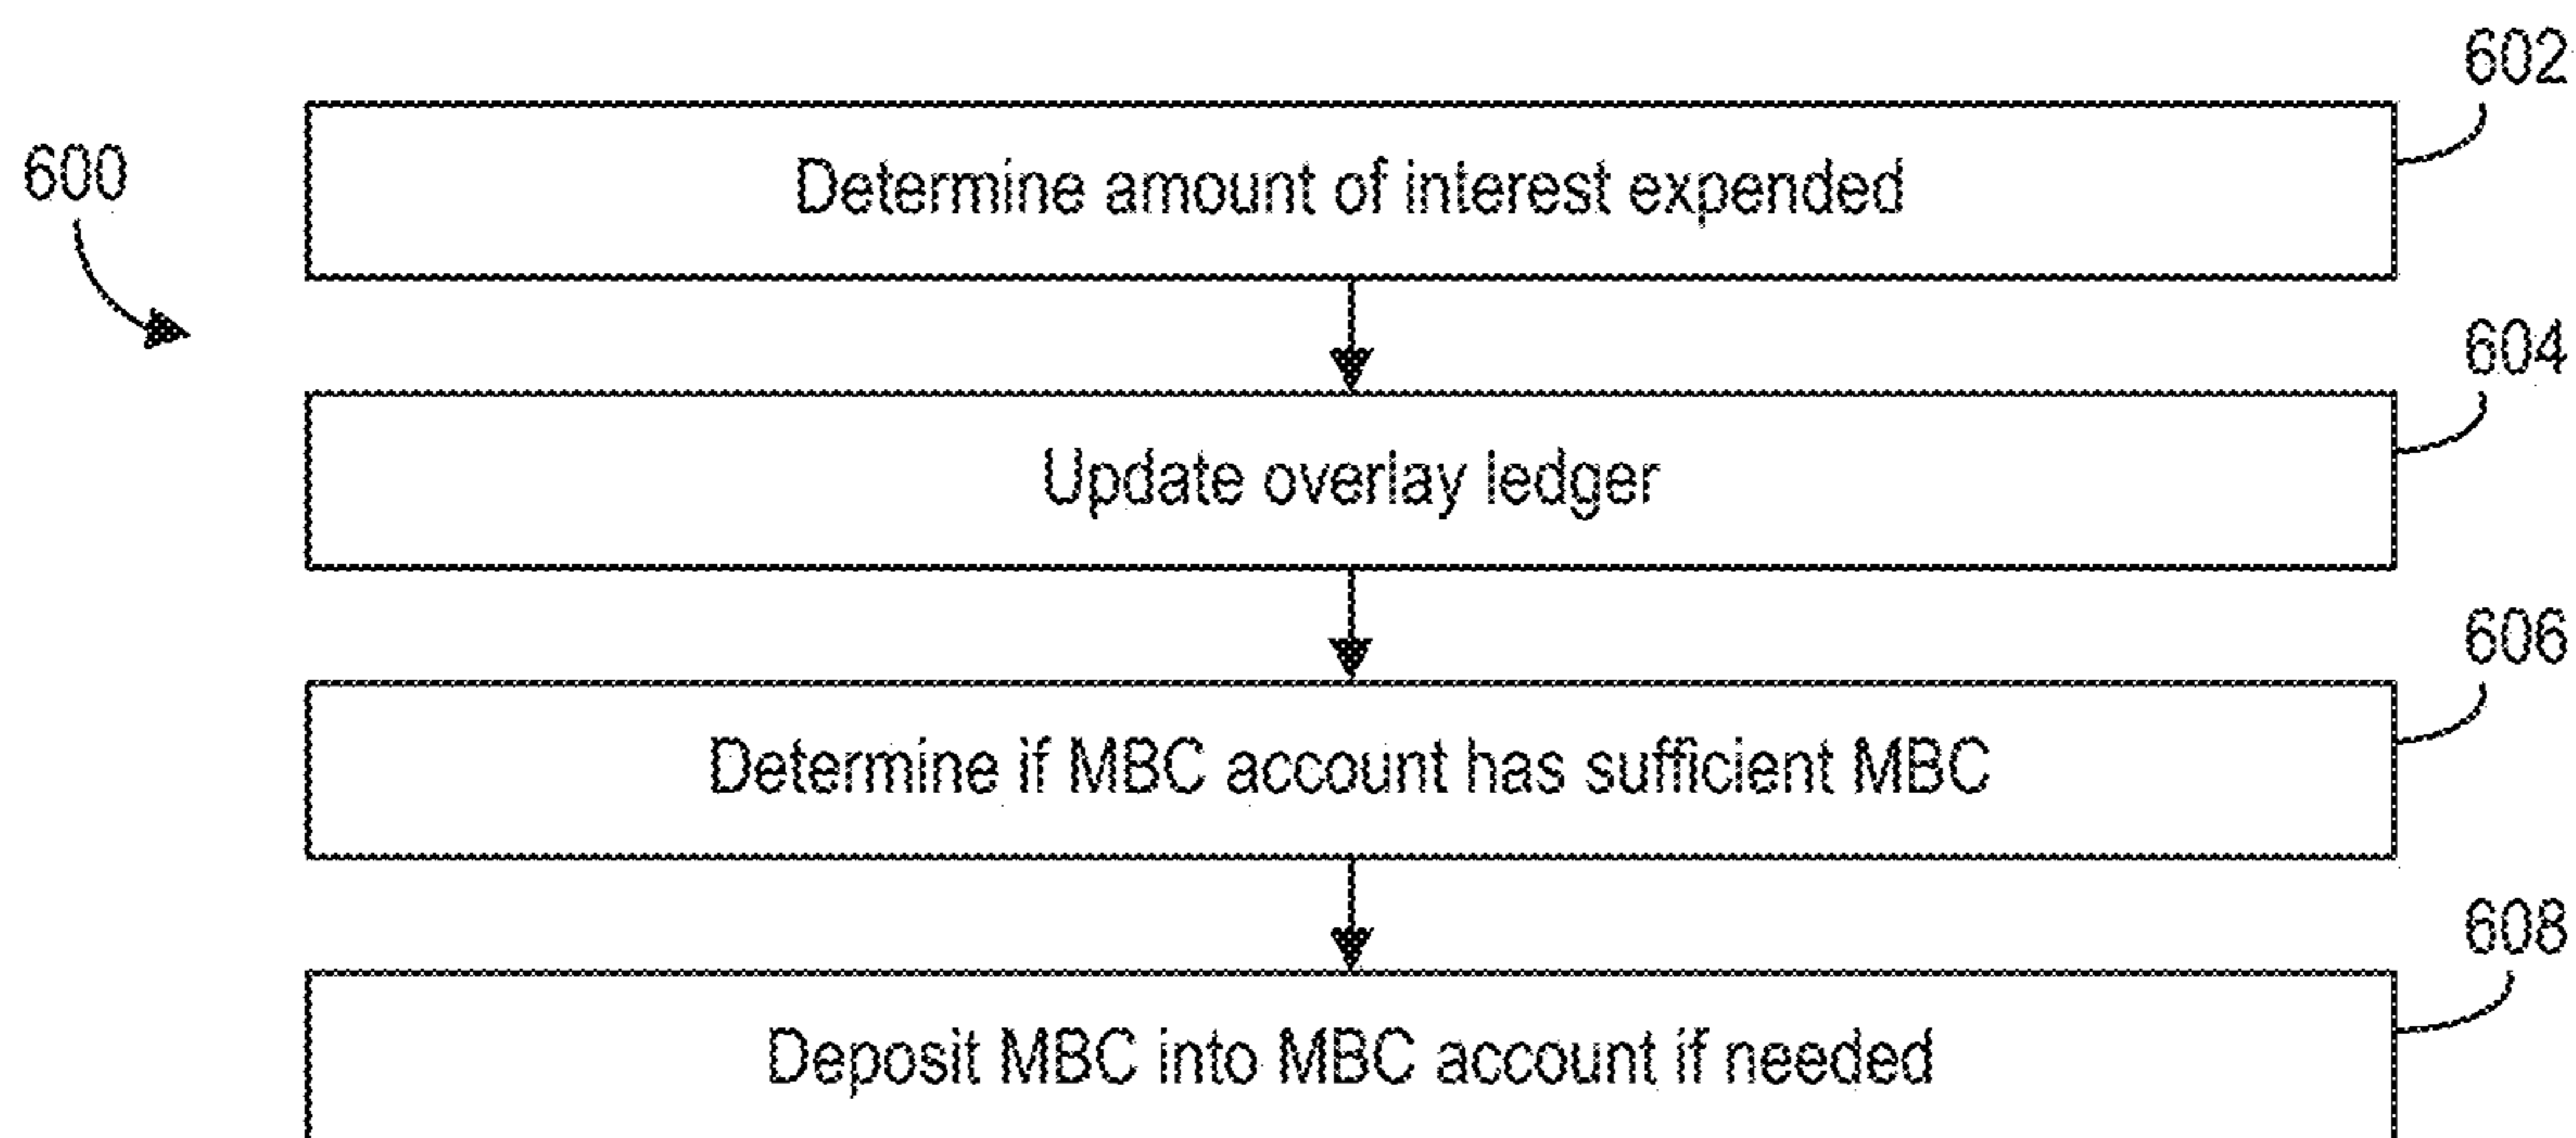 602
600
Determine amount of interest expended
604
Update overlay ledger
606
Determine if MBC account has sufficient MBC
608
Deposit MBC into MBC account if needed